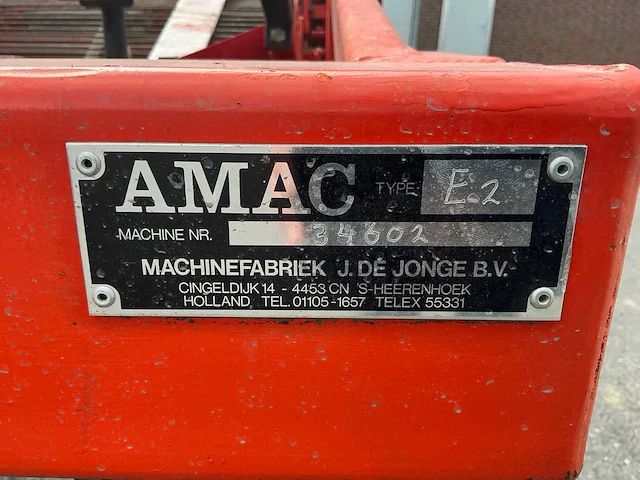 AMAC TYPE E2
MACHINE NR. 34602
MACHINEFABRIEK J. DE JONGE B.V.
CINGELDIJK 14 - 4453 CN 'S-HEERENHOEK
HOLLAND TEL. 01105-1657 TELEX 55331